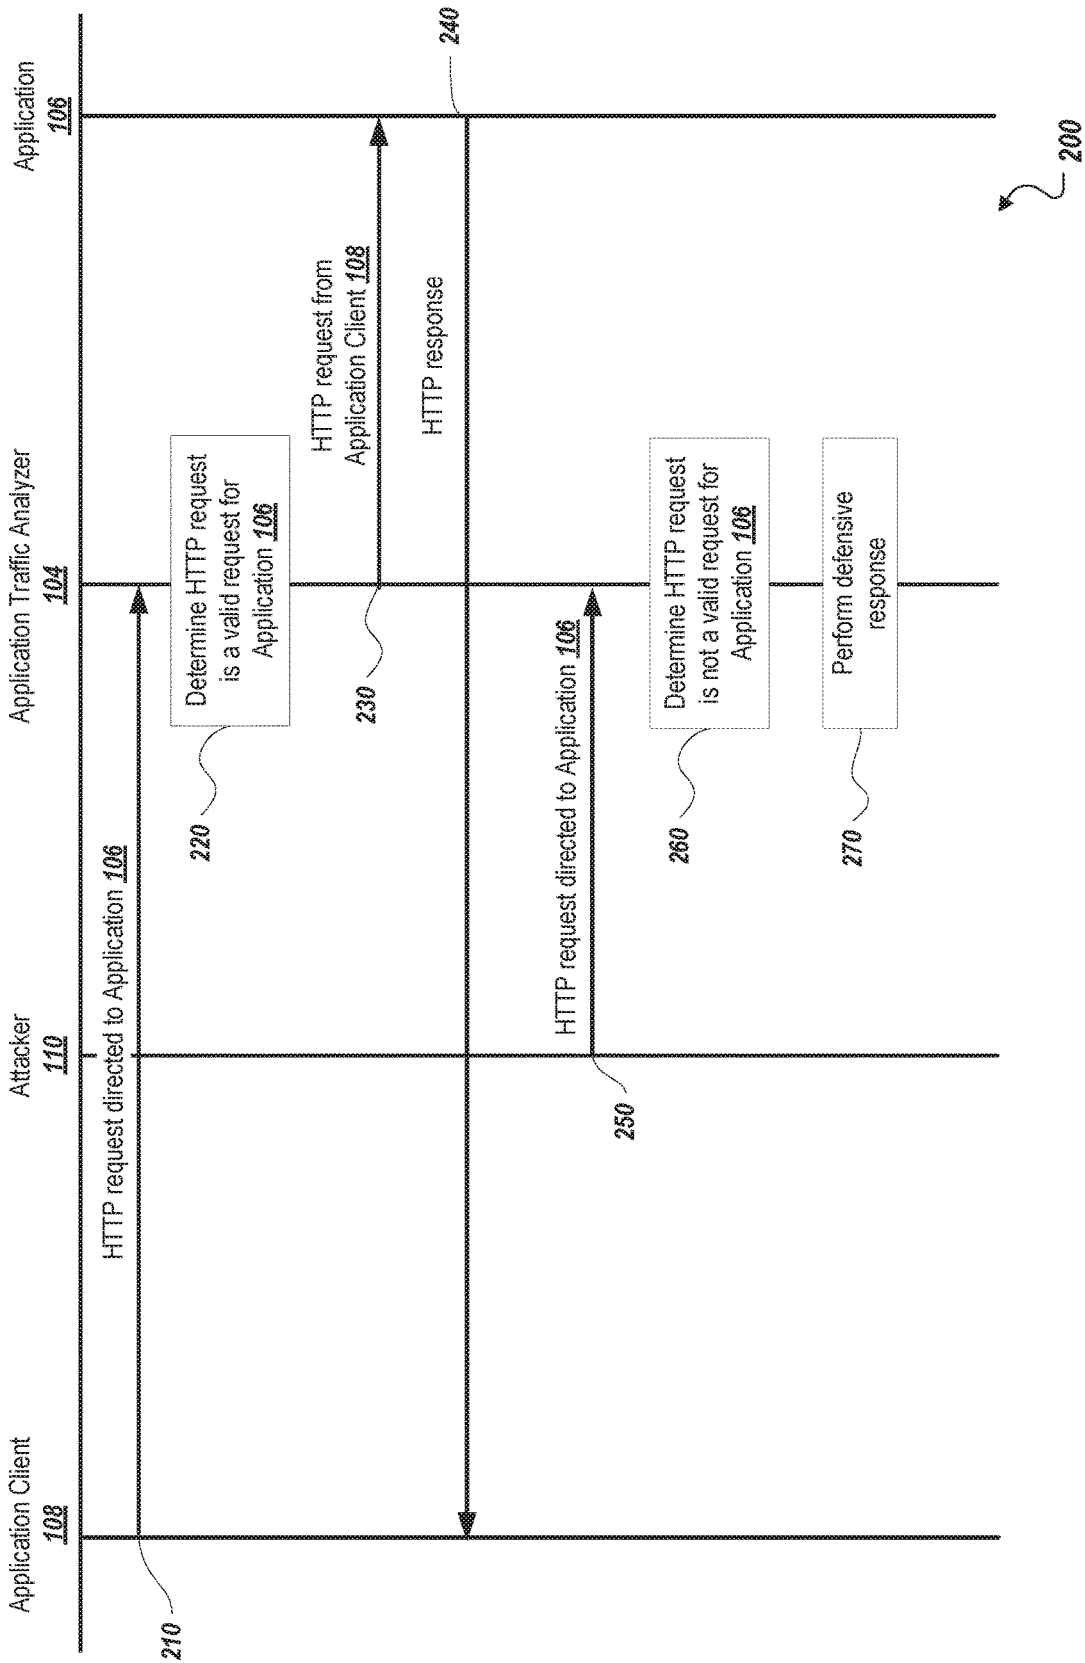 Application Client
108
Attacker
110
Application Traffic Analyzer
104
Application
106
210
HTTP request directed to Application 106
220
Determine HTTP request
is a valid request for
Application 106
230
HTTP request from
Application Client 108
HTTP response
240
250
HTTP request directed to Application 106
260
Determine HTTP request
is not a valid request for
Application 106
270
Perform defensive
response
200